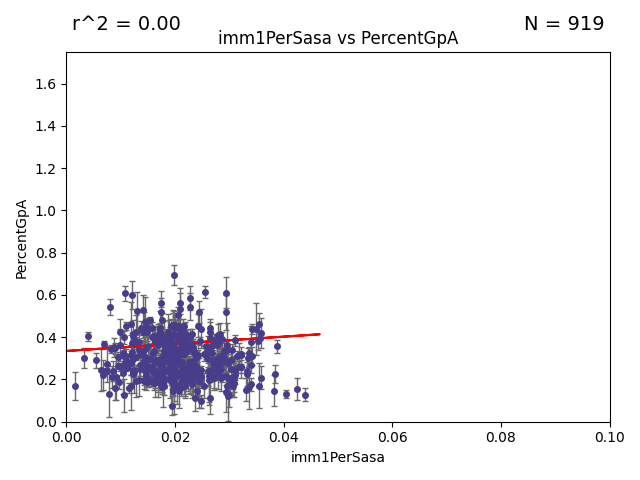 r^2 = 0.00
N = 919
imm1PerSasa vs PercentGpA
PercentGpA
1.6
1.4
1.2
1.0
0.8
0.6
0.4
0.2
0.0
0.00 0.02 0.04 0.06 0.08 0.10
imm1PerSasa